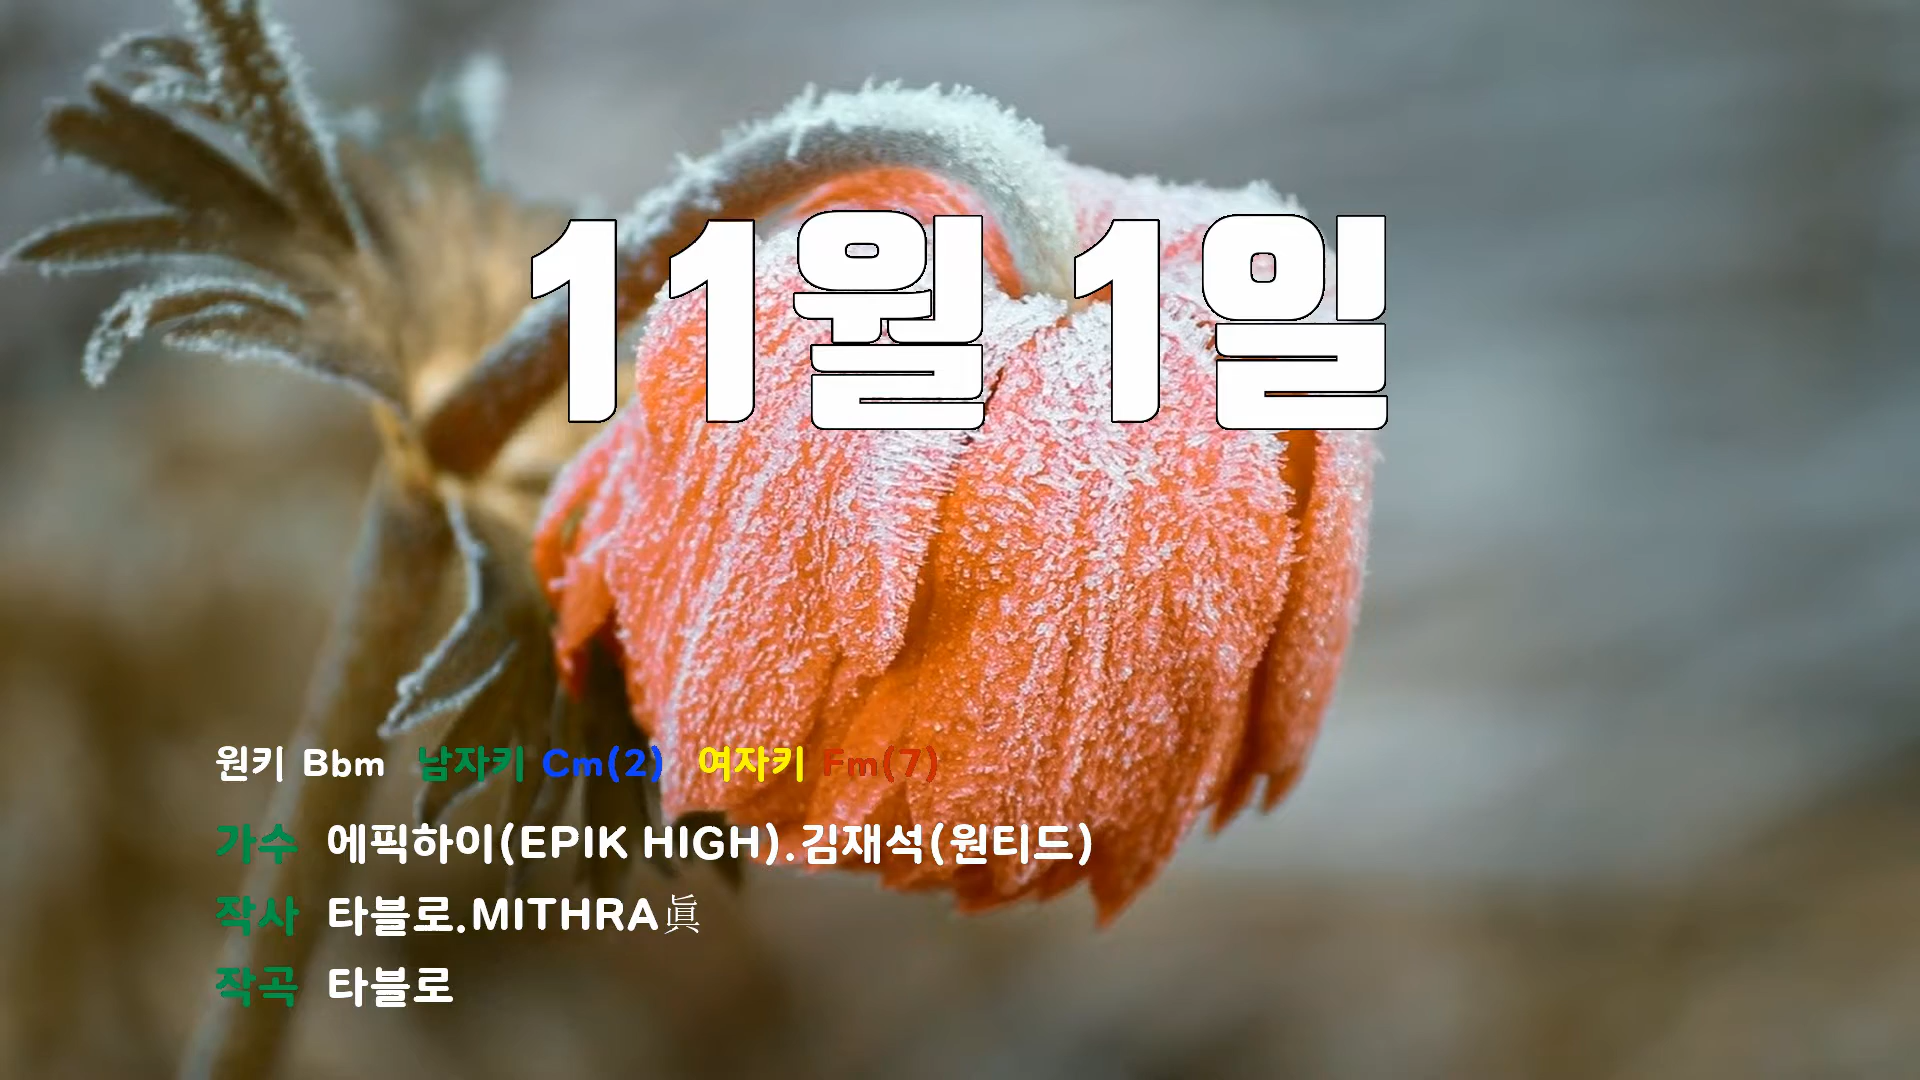 11월 1일
원키 Bbm 남자키 Cm(2) 여자키 Fm(7)
가수 에픽하이(EPIK HIGH).김재석(원티드)
작사 타블로.MITHRA眞
작곡 타블로